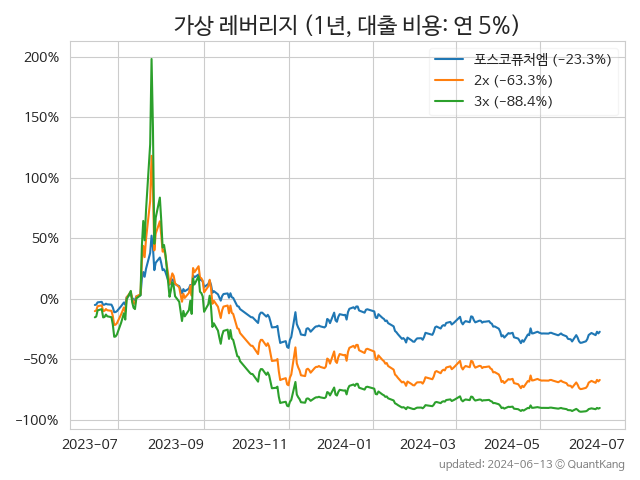 가상 레버리지 (1년, 대출 비용: 연 5%)
포스코퓨처엠 (−23.3%)
2x (−63.3%)
3x (−88.4%)
200%
150%
100%
50%
0%
−50%
−100%
2023-07 2023-09 2023-11 2024-01 2024-03 2024-05 2024-07
updated: 2024-06-13 © QuantKang